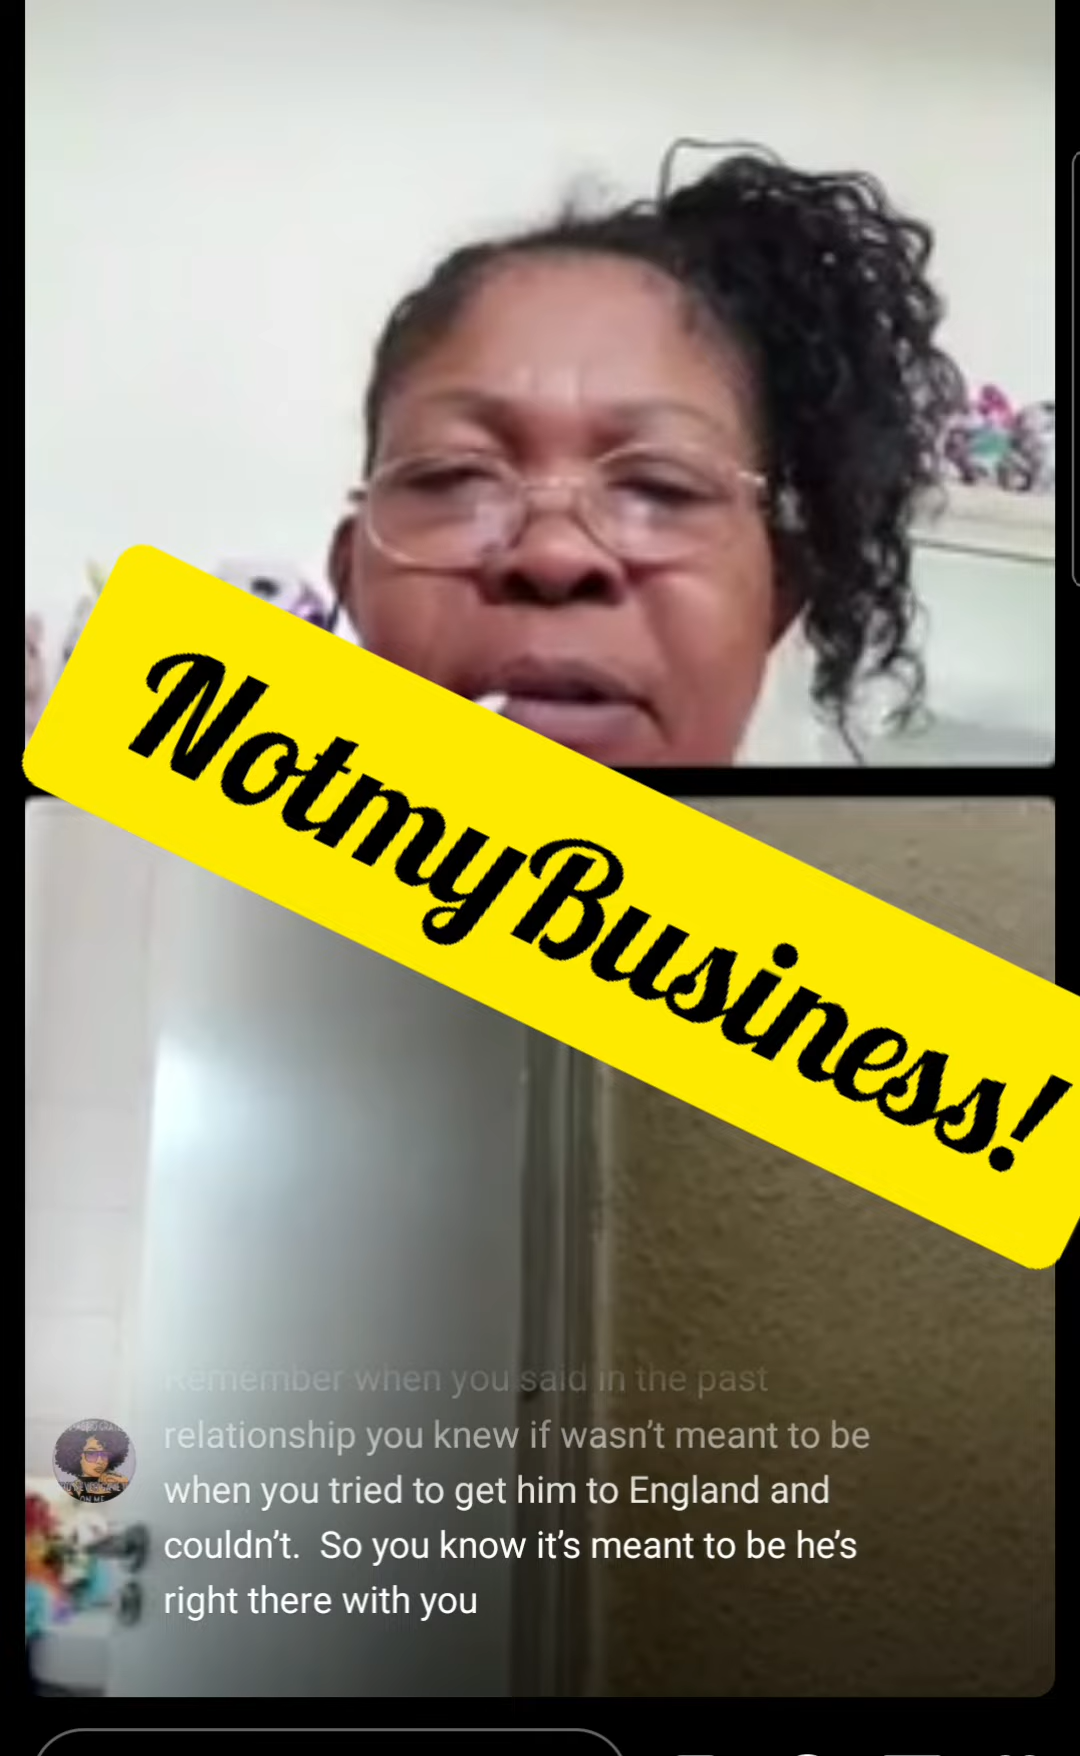 NotmyBusiness!
Remember when you said in the past
relationship you knew if wasn't meant to be
when you tried to get him to England and
couldn't.  So you know it's meant to be he's
right there with you
ON ME